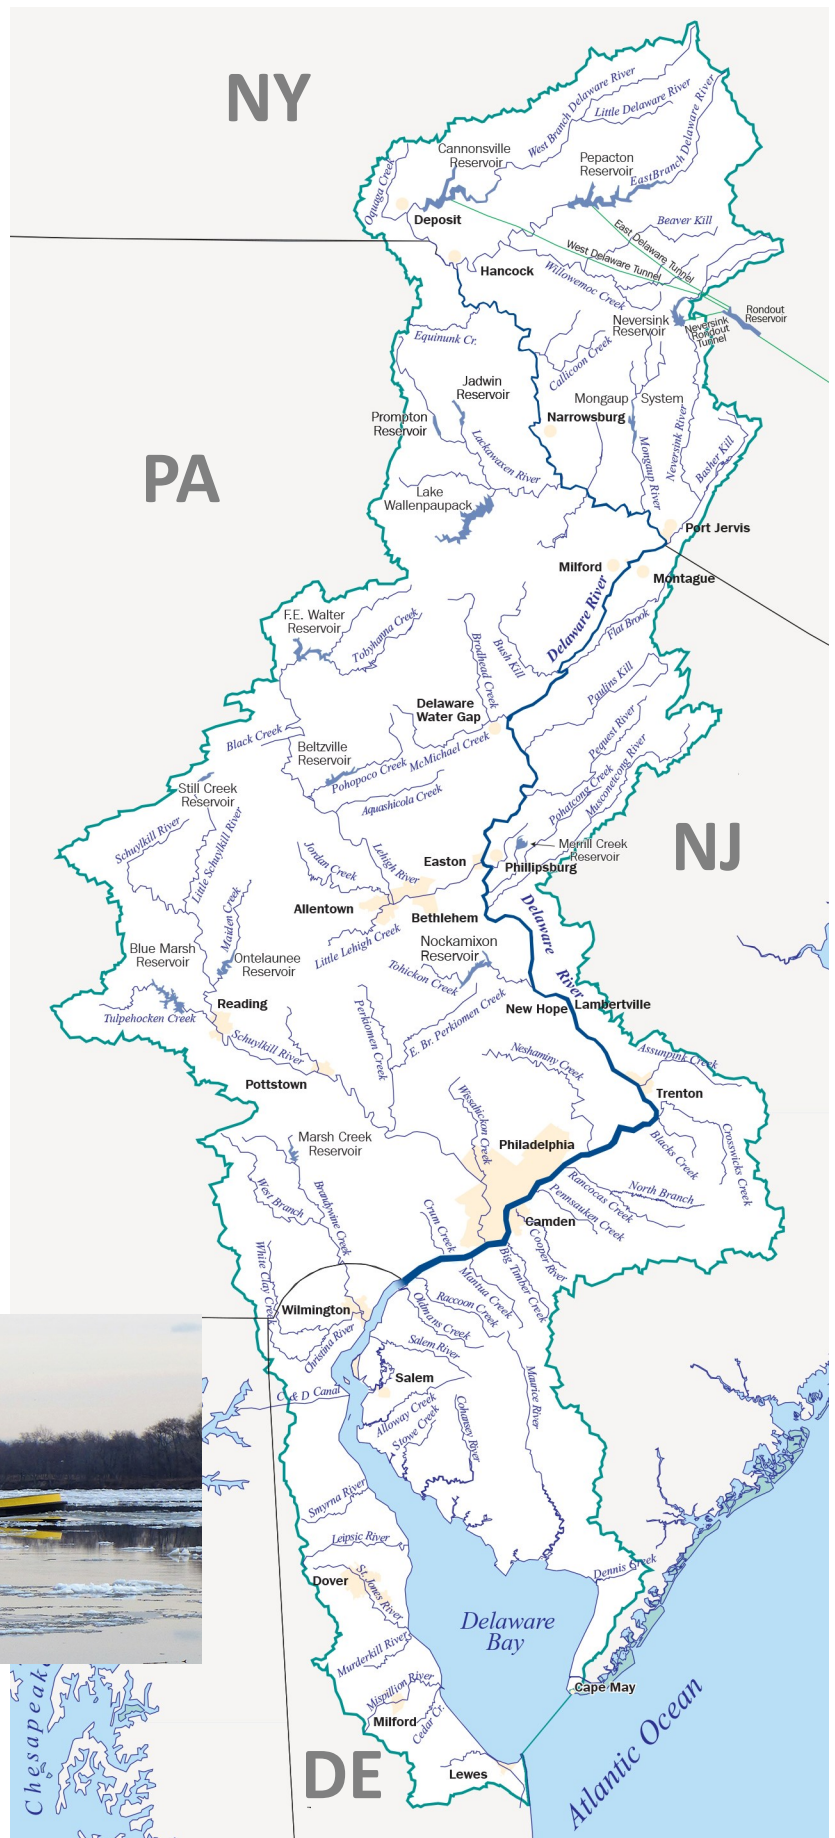 NY
West Branch Delaware River
Little Delaware River
Cannonsville
Reservoir
Pepacton
Reservoir
EastBranch Delaware River
Oquaga Creek
Deposit
Beaver Kill
East Delaware Tunnel
West Delaware Tunnel
Hancock
Willowemoc Creek
Neversink
Reservoir
Rondout
Reservoir
Neversink
Rondout
Tunnel
Equinunk Cr.
Callicoon Creek
Jadwin
Reservoir
Mongaup System
Prompton
Reservoir
Narrowsburg
Lackawaxen River
Mongaup River
Neversink River
Basher Kill
PA
Lake
Wallenpaupack
Port Jervis
Milford
Montague
Delaware River
F.E. Walter
Reservoir
Tobyhanna Creek
Flat Brook
Brodhead Creek
Bush Kill
Paulins Kill
Delaware
Water Gap
Black Creek
Beltzville
Reservoir
McMichael Creek
Pohopoco Creek
Pequest River
Still Creek
Reservoir
Aquashicola Creek
Pohatcong Creek
Musconetcong River
NJ
Schuylkill River
Little Schuylkill River
Merrill Creek
Reservoir
Easton
Phillipsburg
Jordan Creek
Lehigh River
Allentown
Bethlehem
Maiden Creek
Little Lehigh Creek
Delaware
River
Blue Marsh
Reservoir
Ontelaunee
Reservoir
Nockamixon
Reservoir
Tohickon Creek
Reading
Tulpehocken Creek
New Hope
Lambertville
Perkiomen Creek
E. Br. Perkiomen Creek
Schuylkill River
Neshaminy Creek
Assunpink Creek
Pottstown
Trenton
Wissahickon Creek
Marsh Creek
Reservoir
Philadelphia
Blacks Creek
Crosswicks Creek
West Branch
Brandywine Creek
Rancocas Creek
North Branch
Pennsauken Creek
Crum Creek
Camden
Cooper River
Big Timber Creek
White Clay Creek
Mantua Creek
Raccoon Creek
Oldmans Creek
Wilmington
Christina River
Salem River
Salem
C & D Canal
Maurice River
Alloway Creek
Stowe Creek
Cohansey River
Smyrna River
Leipsic River
Dennis Creek
Dover
St. Jones River
Delaware
Bay
Murderkill River
Mispillion River
Cape May
Milford
Cedar Cr.
DE
Lewes
Atlantic Ocean
Chesapeake